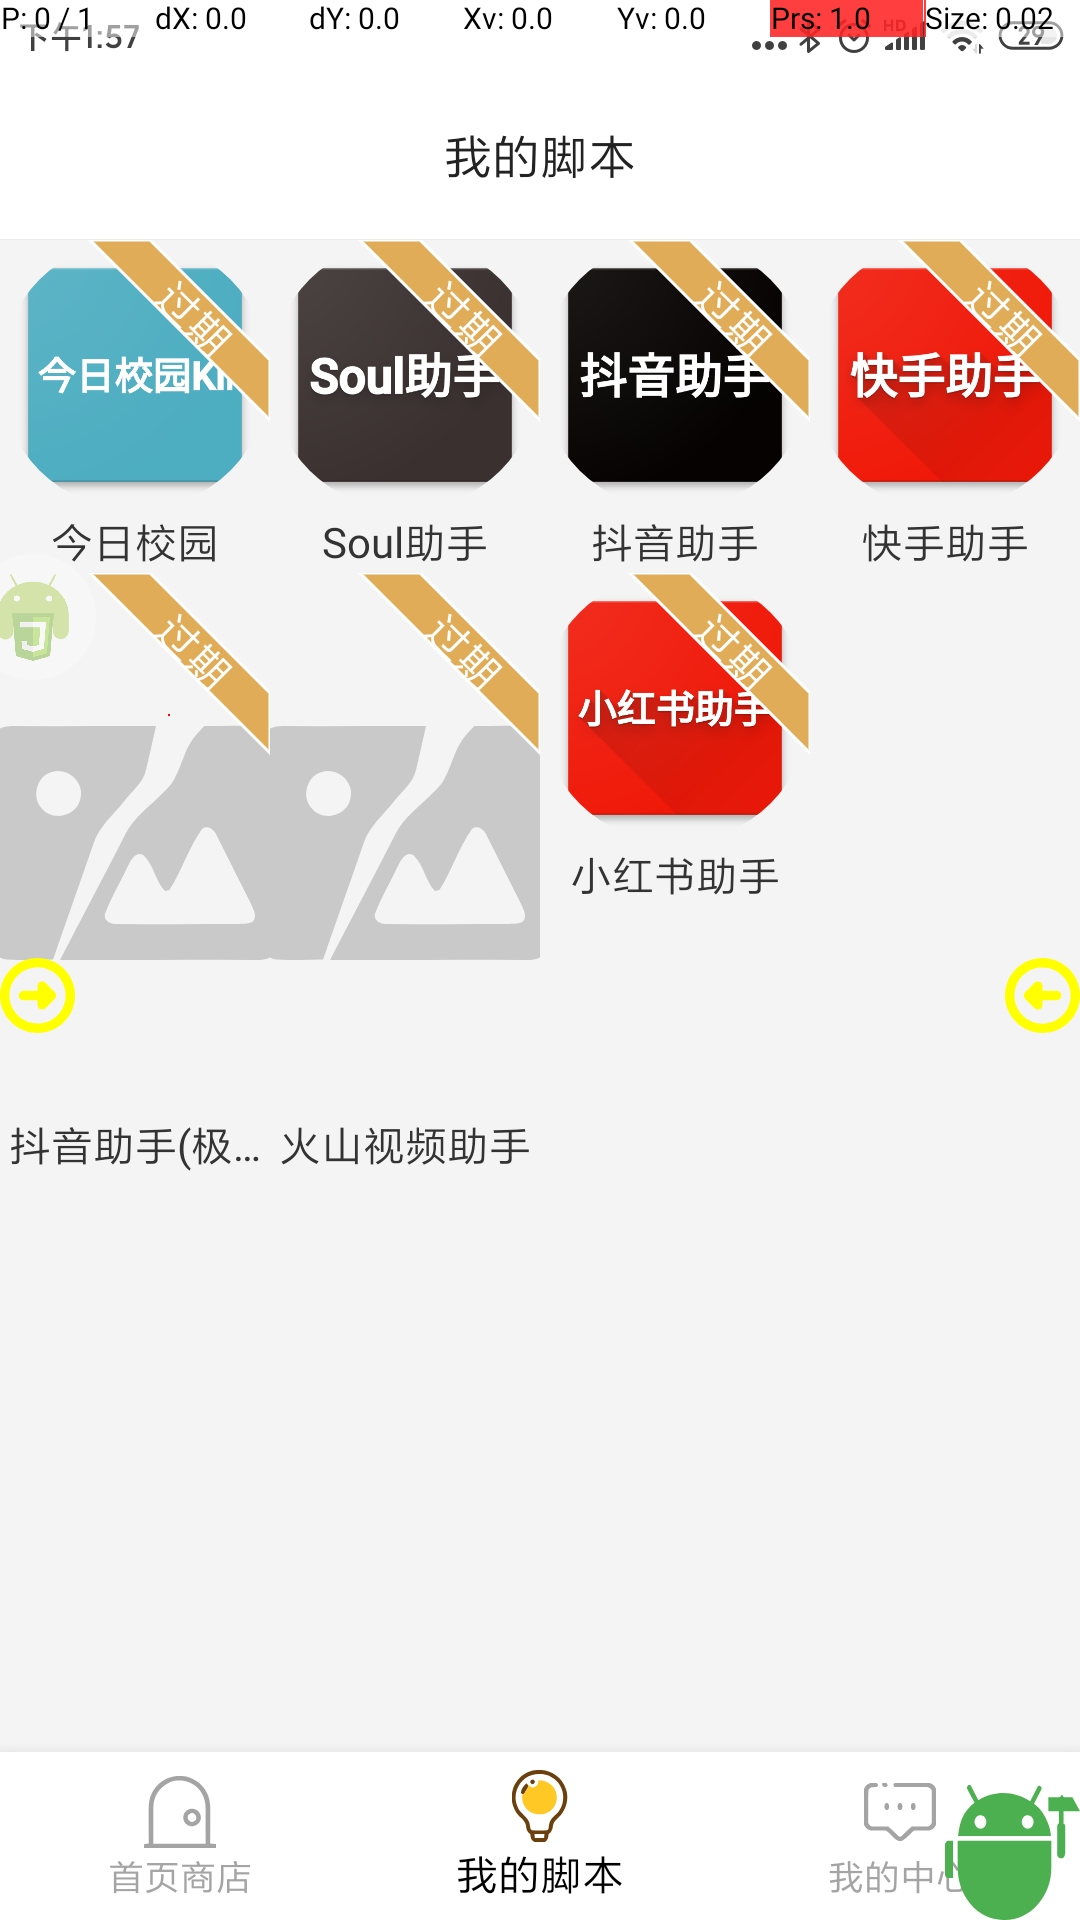 P: 0 / 1 dX: 0.0 dY: 0.0 Xv: 0.0 Yv: 0.0 Prs: 1.0 Size: 0.02
下午1:57 HD 29
我的脚本
过期 过期 过期 过期
今日校园Ki Soul助手 抖音助手 快手助手
今日校园 Soul助手 抖音助手 快手助手
过期 过期 过期
小红书助手
小红书助手
抖音助手(极... 火山视频助手
首页商店 我的脚本 我的中心